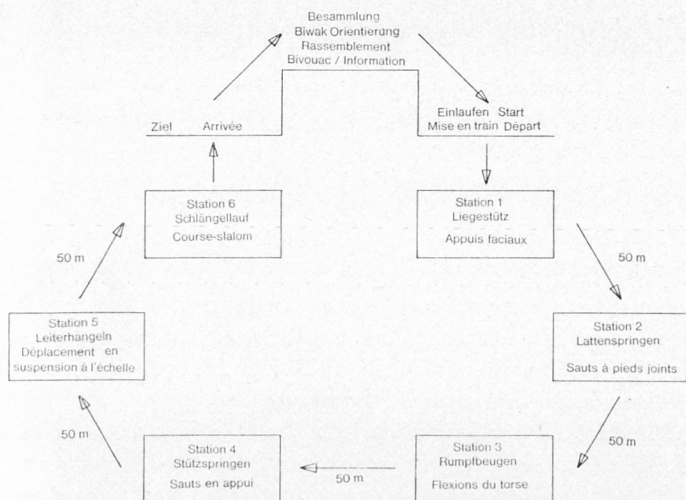 Besammlung
Biwak Orientierung
Rassemblement
Bivouac / Information
Einlaufen Start
Mise en train Départ
Ziel Arrivée
Station 6
Schlängellauf
Course-slalom
Station 1
Liegestütz
Appuis faciaux
50 m
50 m
Station 5
Leiterhangeln
Déplacement en
suspension à l'échelle
Station 2
Lattenspringen
Sauts à pieds joints
50 m
50 m
Station 4
Stützspringen
Sauts en appui
50 m
Station 3
Rumpfbeugen
Flexions du torse